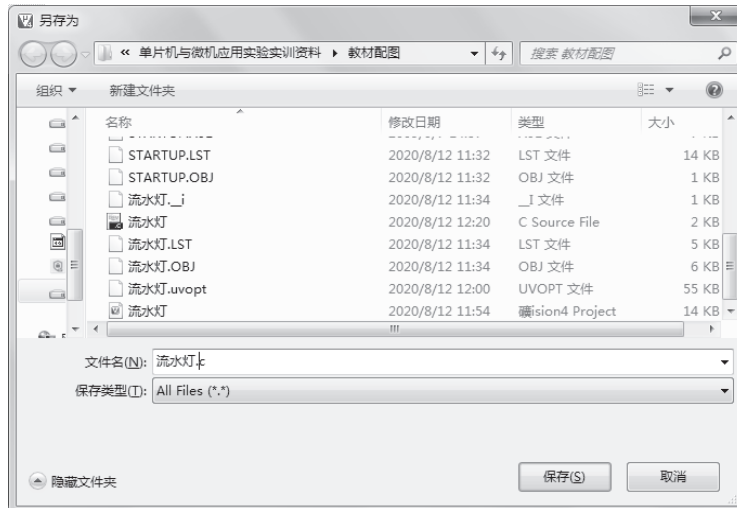 另存为
« 单片机与微机应用实验实训资料 ▸ 教材配图
搜索 教材配图
组织 新建文件夹
名称 修改日期 类型 大小
STARTUP.LST 2020/8/12 11:32 LST 文件 14 KB
STARTUP.OBJ 2020/8/12 11:32 OBJ 文件 1 KB
流水灯._i 2020/8/12 11:34 _I 文件 1 KB
流水灯 2020/8/12 12:20 C Source File 2 KB
流水灯.LST 2020/8/12 11:34 LST 文件 5 KB
流水灯.OBJ 2020/8/12 11:34 OBJ 文件 6 KB
流水灯.uvopt 2020/8/12 12:00 UVOPT 文件 55 KB
流水灯 2020/8/12 11:54 礦ision4 Project 14 KB
文件名(N): 流水灯.c
保存类型(T): All Files (*.*)
隐藏文件夹 保存(S) 取消